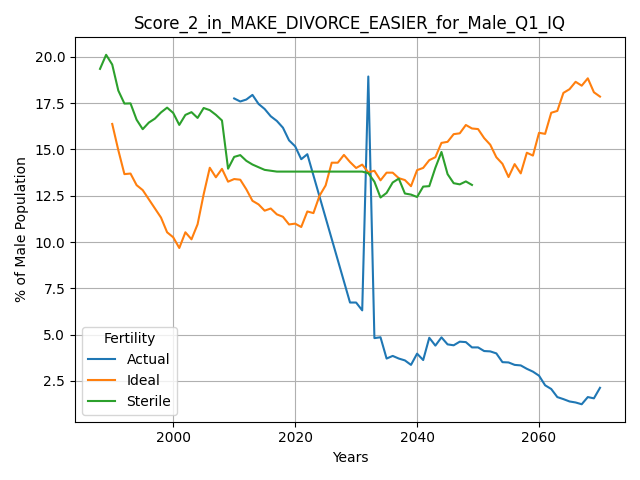 Score_2_in_MAKE_DIVORCE_EASIER_for_Male_Q1_IQ
% of Male Population
20.0
17.5
15.0
12.5
10.0
7.5
5.0
2.5
Fertility
Actual
Ideal
Sterile
2000
2020
2040
2060
Years